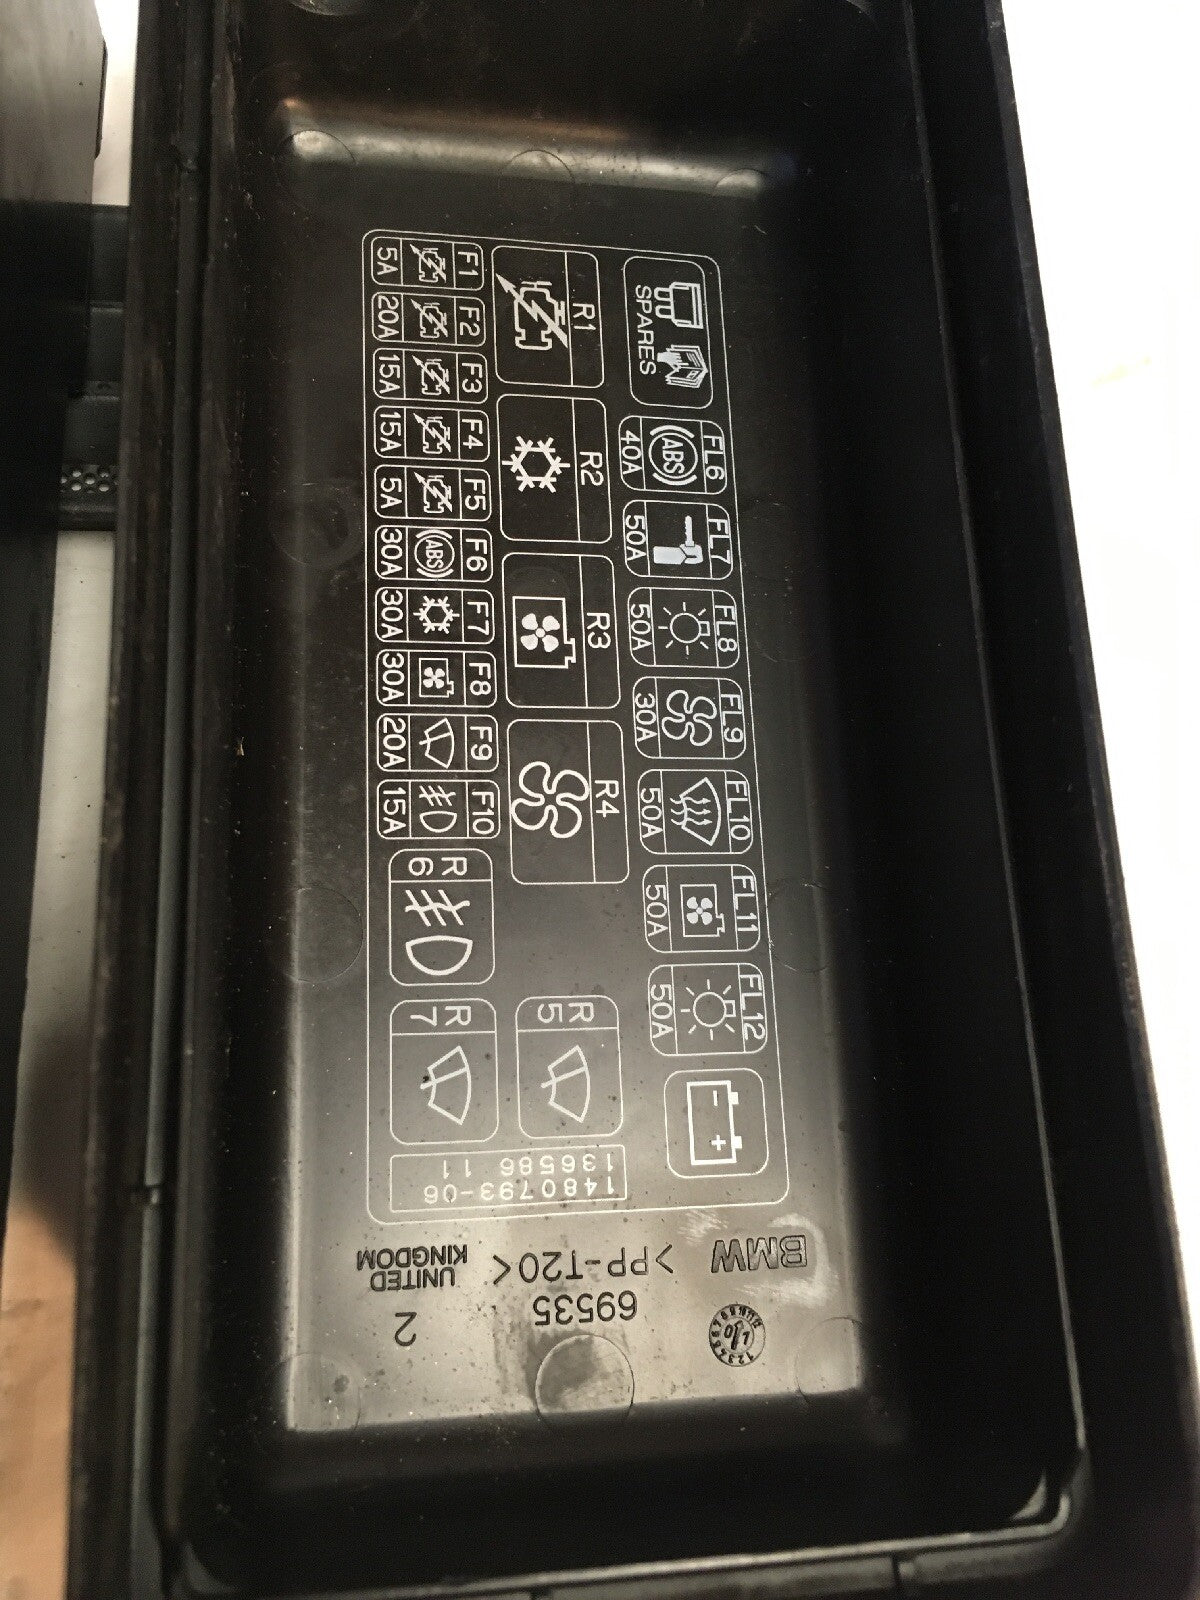 SPARES
FL6
ABS
40A
FL7
50A
FL8
50A
FL9
30A
FL10
50A
FL11
50A
FL12
50A
R1
R2
R3
R4
F1
5A
F2
20A
F3
15A
F4
15A
F5
5A
F6
ABS
30A
F7
30A
F8
30A
F9
20A
F10
15A
R
6
R
7
R
5
1480793-06
136586 11
BMW
>PP-T20<
UNITED
KINGDOM
69535
2